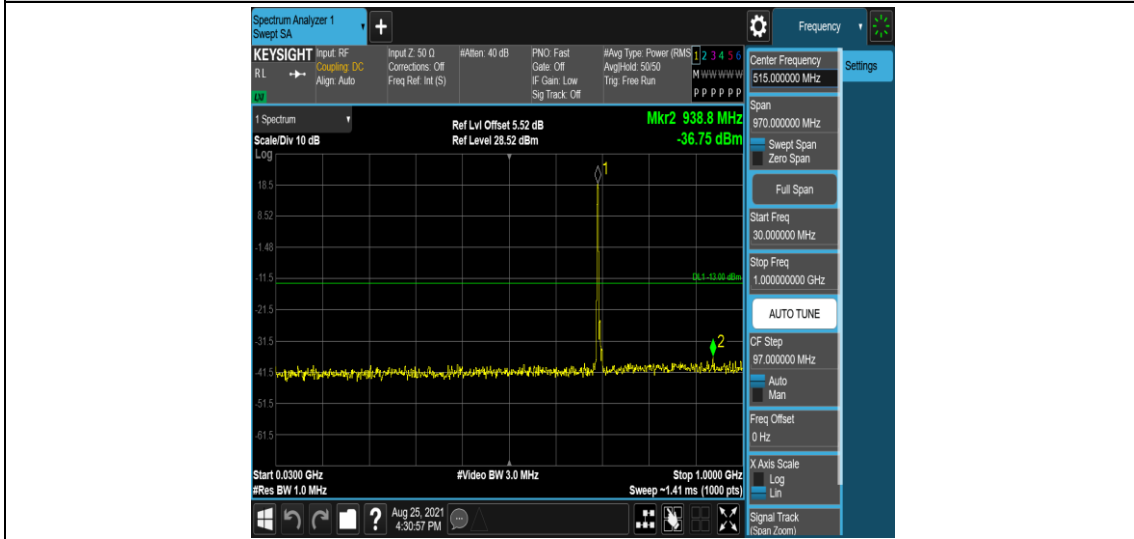 Spectrum Analyzer 1
Swept SA
Frequency
KEYSIGHT
RL
Input: RF
Coupling: DC
Align: Auto
Input Z: 50 Ω
Corrections: Off
Freq Ref: Int (S)
#Atten: 40 dB
PNO: Fast
Gate: Off
IF Gain: Low
Sig Track: Off
#Avg Type: Power (RMS
Avg|Hold: 50/50
Trig: Free Run
1 2 3 4 5 6
M W W W W W
P P P P P P
1 Spectrum
Scale/Div 10 dB
Log
Ref Lvl Offset 5.52 dB
Ref Level 28.52 dBm
Mkr2 938.8 MHz
-36.75 dBm
1
18.5
8.52
-1.48
-11.5
DL1 -13.00 dBm
-21.5
-31.5
2
-41.5
-51.5
-61.5
Start 0.0300 GHz
#Res BW 1.0 MHz
#Video BW 3.0 MHz
Stop 1.0000 GHz
Sweep ~1.41 ms (1000 pts)
?
Aug 25, 2021
4:30:57 PM
Center Frequency
515.000000 MHz
Settings
Span
970.000000 MHz
Swept Span
Zero Span
Full Span
Start Freq
30.000000 MHz
Stop Freq
1.000000000 GHz
AUTO TUNE
CF Step
97.000000 MHz
Auto
Man
Freq Offset
0 Hz
X Axis Scale
Log
Lin
Signal Track
(Span Zoom)